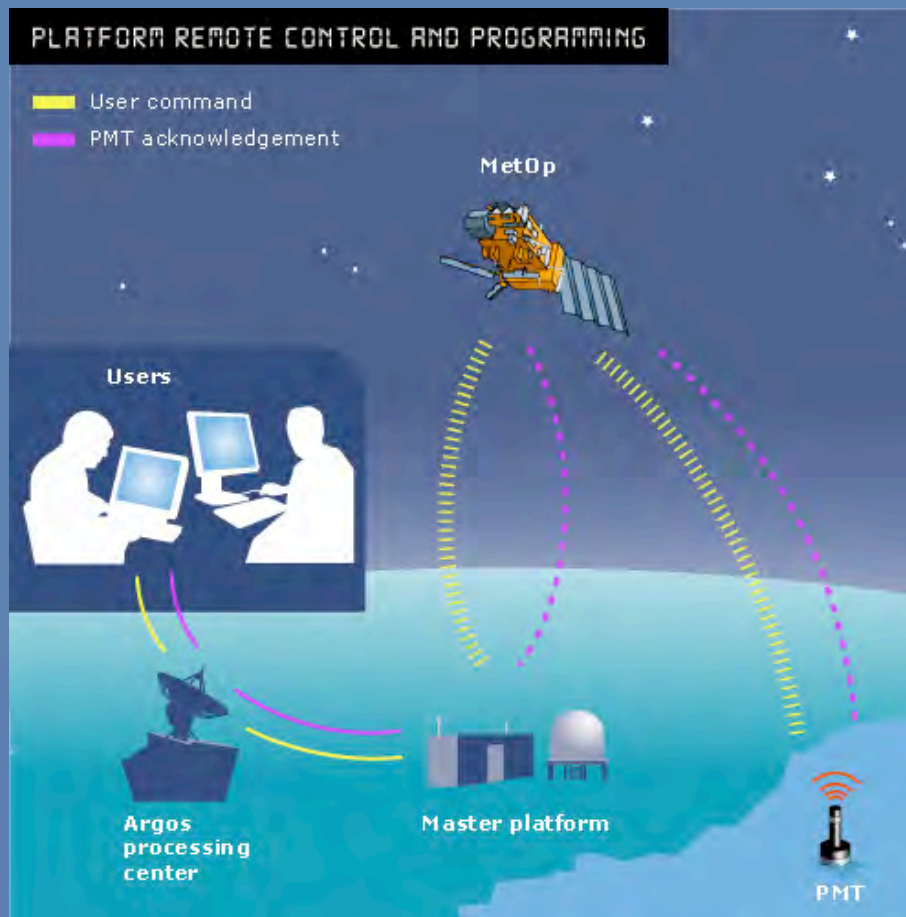 PLATFORM REMOTE CONTROL AND PROGRAMMING
User command
PMT acknowledgement
MetOp
Users
Argos
processing
center
Master platform
PMT